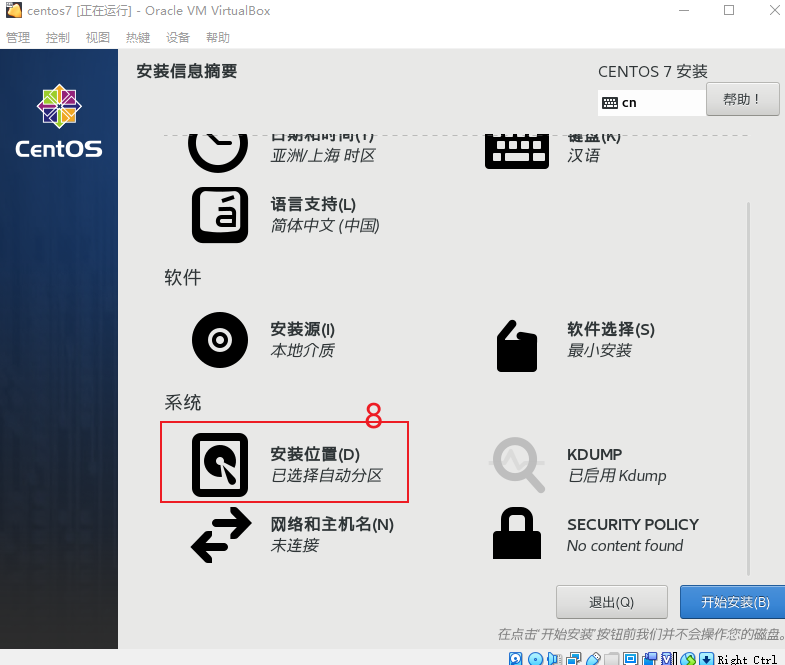 centos7 [正在运行] - Oracle VM VirtualBox
管理 控制 视图 热键 设备 帮助
安装信息摘要
CENTOS 7 安装
cn
帮助！
CentOS
日期和时间(T)
亚洲/上海 时区
键盘(K)
汉语
语言支持(L)
简体中文 (中国)
软件
安装源(I)
本地介质
软件选择(S)
最小安装
系统
8
安装位置(D)
已选择自动分区
KDUMP
已启用 Kdump
网络和主机名(N)
未连接
SECURITY POLICY
No content found
退出(Q)
开始安装(B)
在点击'开始安装'按钮前我们并不会操作您的磁盘。
Right Ctrl